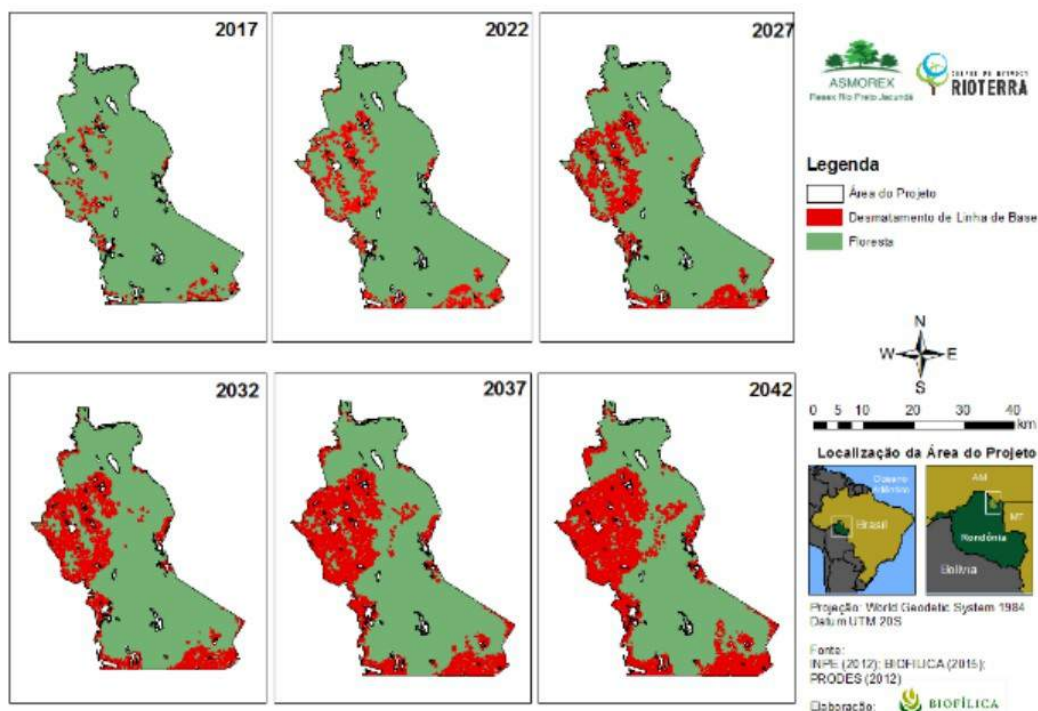 2017
2022
2027
ASMOREX
Resex Rio Preto Jacundá
CENTRO DE ESTUDOS
RIOTERRA
Legenda
Área do Projeto
Desmatamento de Linha de Base
Floresta
N
W E
S
0 5 10 20 30 40
km
2032
2037
2042
Localização da Área do Projeto
Oceano
Atlântico
Brasil
AM
MT
Rondônia
Bolívia
Projeção: World Geodetic System 1984
Datum UTM 20S
Fonte:
INPE (2012); BIOFILICA (2015);
PRODES (2012)
Elaboração:
BIOFÍLICA